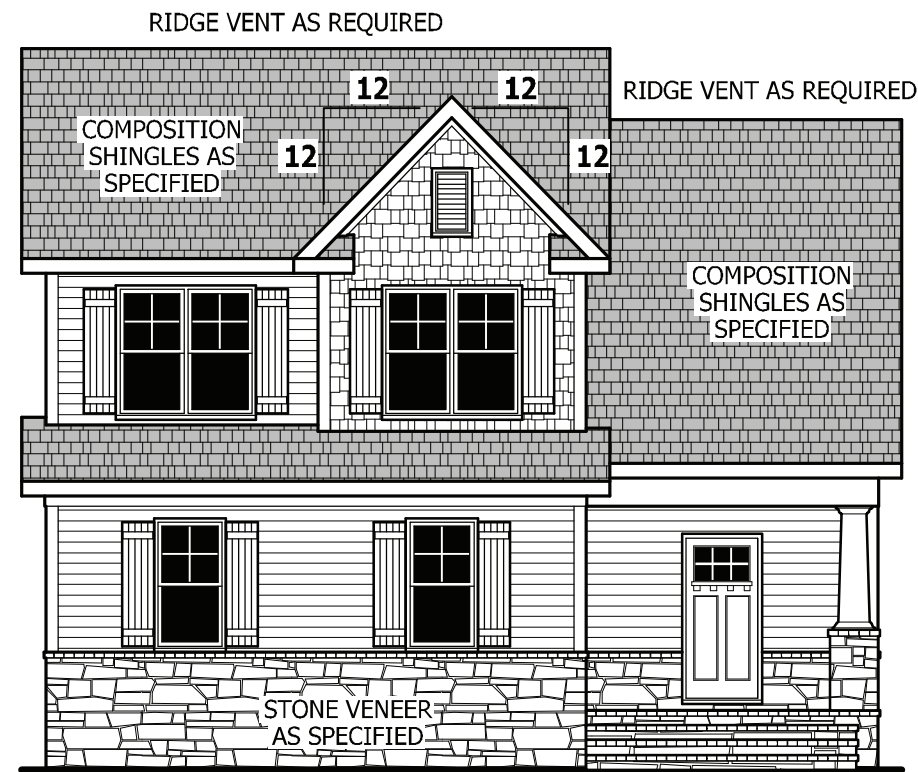 RIDGE VENT AS REQUIRED
12
12
RIDGE VENT AS REQUIRED
COMPOSITION
SHINGLES AS
SPECIFIED
12
12
COMPOSITION
SHINGLES AS
SPECIFIED
STONE VENEER
AS SPECIFIED